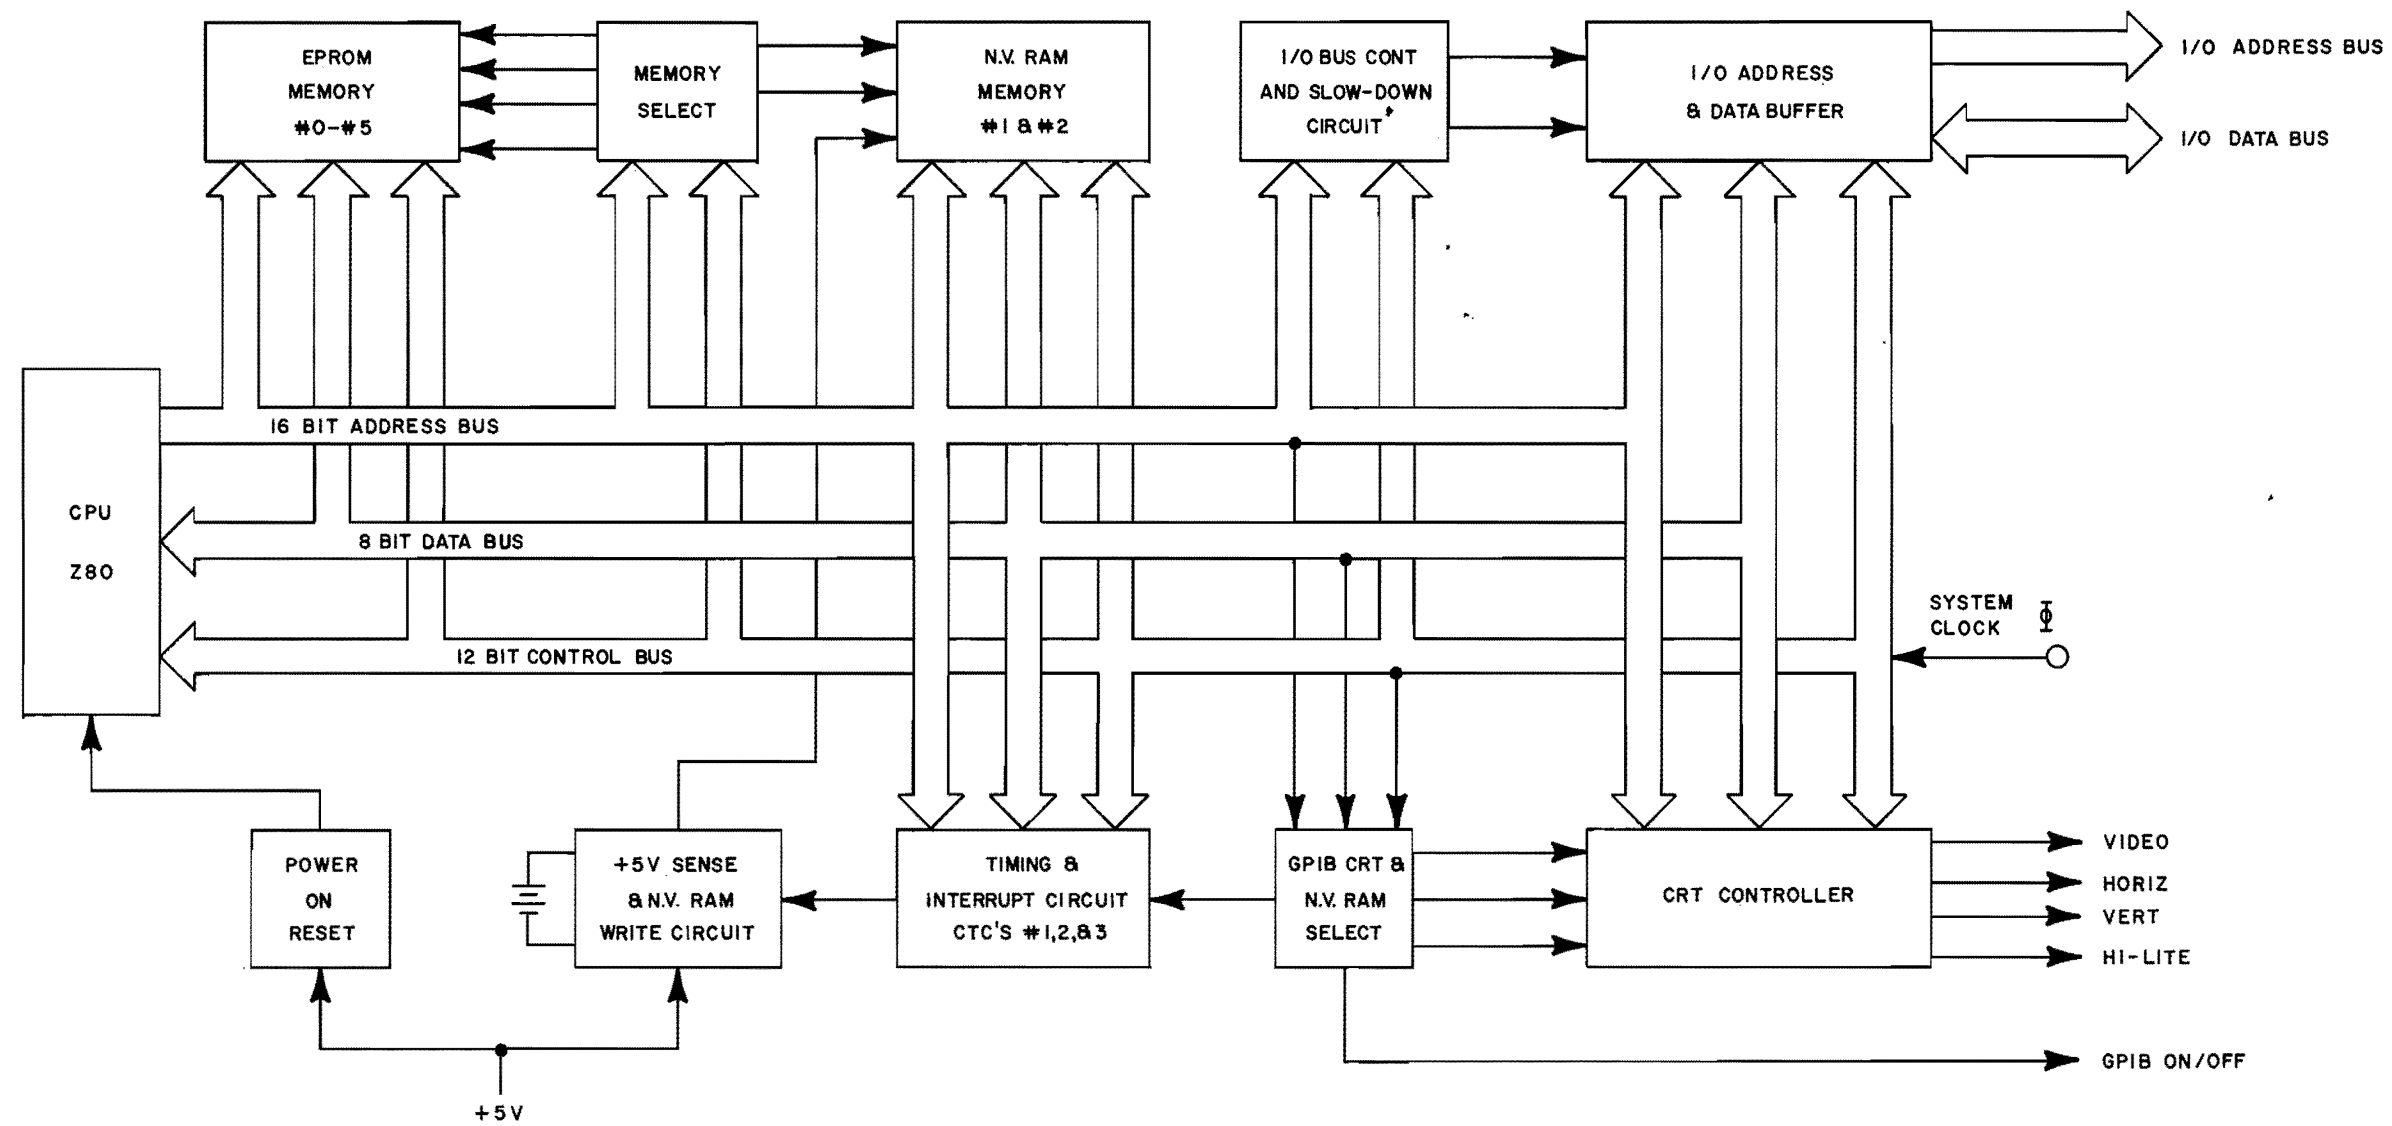 EPROM
MEMORY
#0-#5
MEMORY
SELECT
N.V. RAM
MEMORY
#1 & #2
I/O BUS CONT
AND SLOW-DOWN
CIRCUIT
I/O ADDRESS
& DATA BUFFER
I/O ADDRESS BUS
I/O DATA BUS
16 BIT ADDRESS BUS
CPU
Z80
8 BIT DATA BUS
12 BIT CONTROL BUS
SYSTEM Φ
CLOCK
POWER
ON
RESET
+5V SENSE
& N.V. RAM
WRITE CIRCUIT
TIMING &
INTERRUPT CIRCUIT
CTC'S #1,2,&3
GPIB CRT &
N.V. RAM
SELECT
CRT CONTROLLER
VIDEO
HORIZ
VERT
HI-LITE
GPIB ON/OFF
+5V